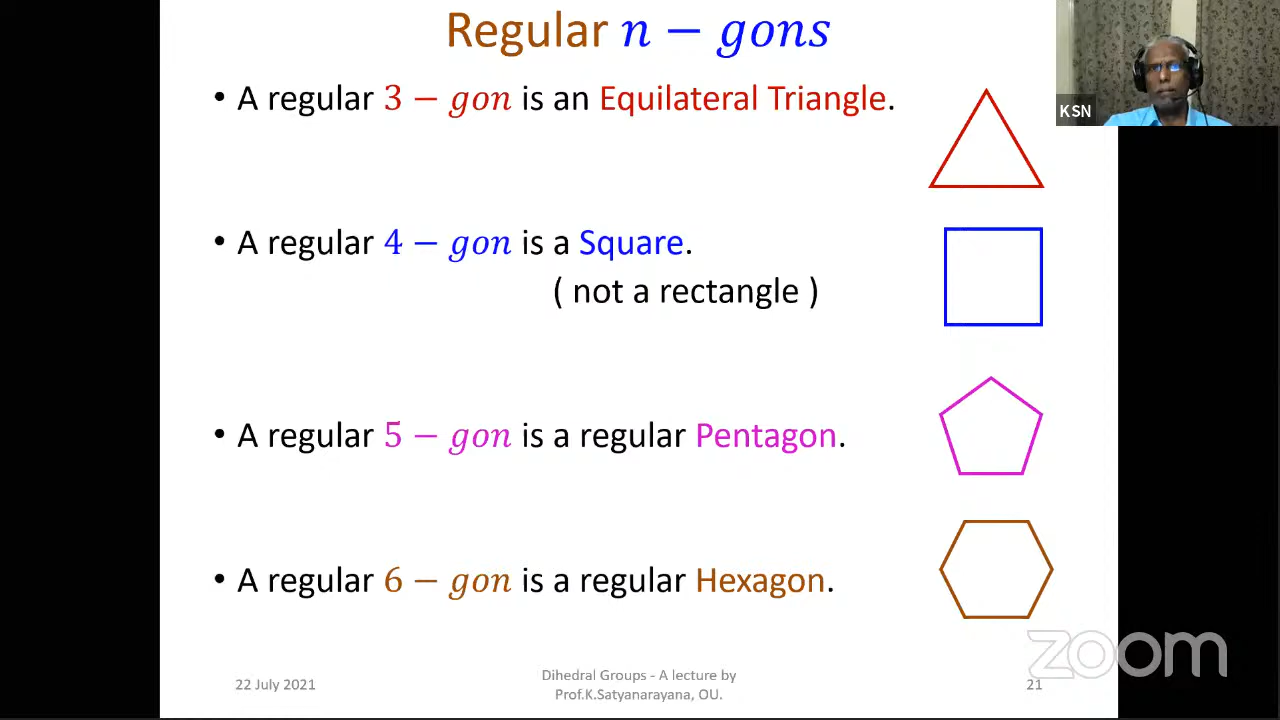 Regular n − gons
KSN
• A regular 3 − gon is an Equilateral Triangle.
• A regular 4 − gon is a Square.
( not a rectangle )
• A regular 5 − gon is a regular Pentagon.
• A regular 6 − gon is a regular Hexagon.
zoom
22 July 2021
Dihedral Groups - A lecture by
Prof.K.Satyanarayana, OU.
21